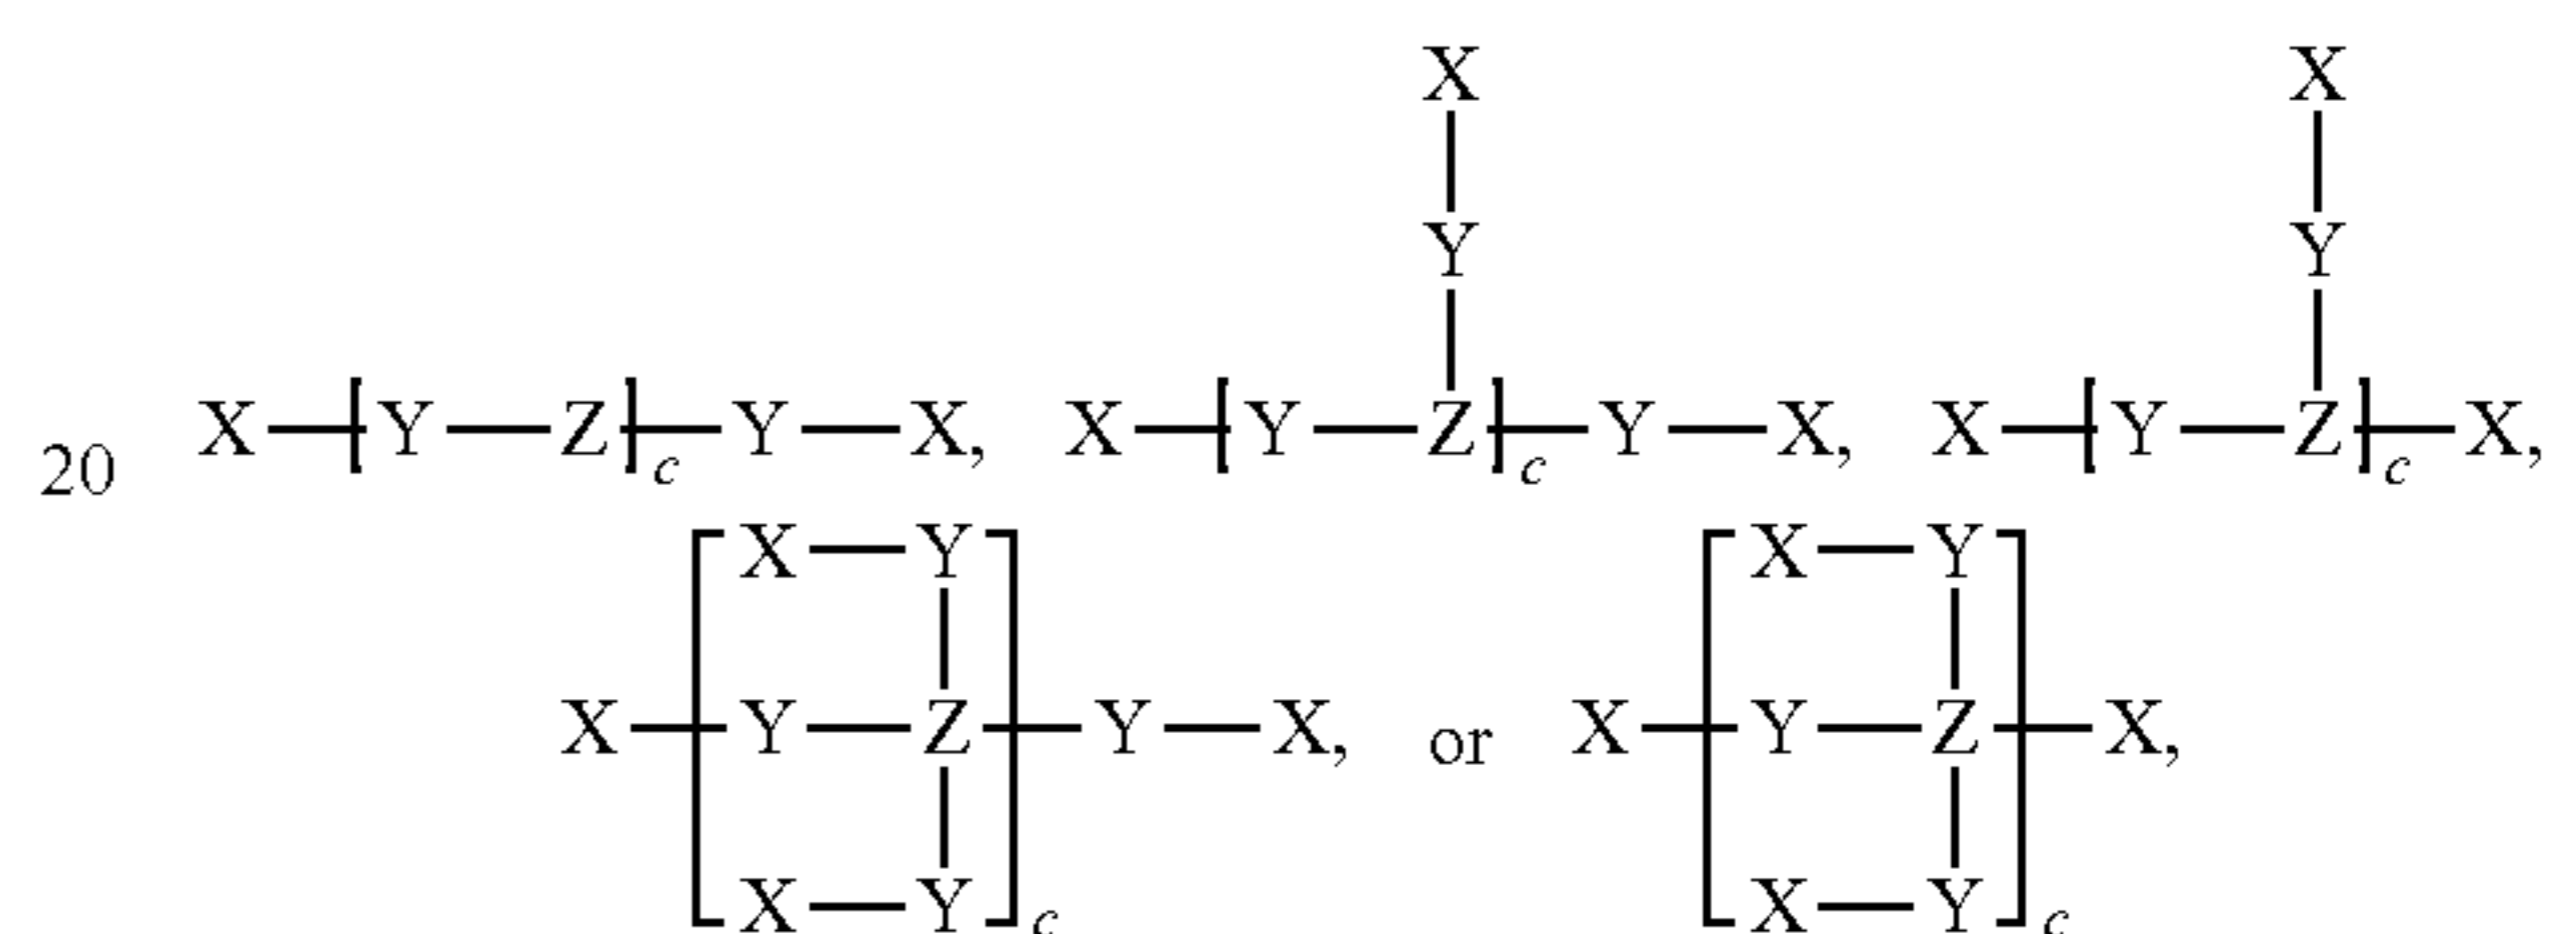 X
X
Y
Y
20 X—[Y—Z]c—Y—X, X—[Y—Z]c—Y—X, X—[Y—Z]c—X,
X—Y X—Y
X—[Y—Z]—Y—X, or X—[Y—Z]—X,
X—Y c X—Y c